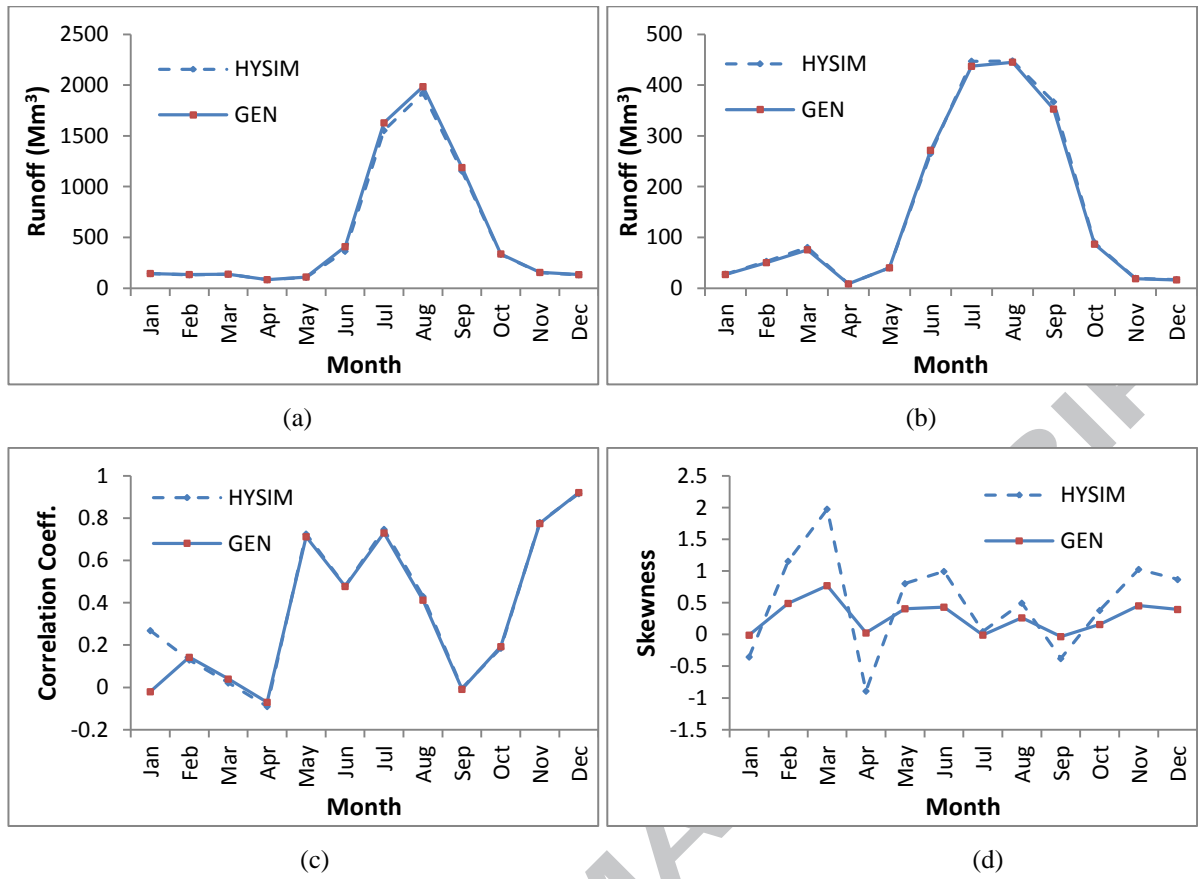 2500
2000
1500
1000
500
0
Runoff (Mm³)
HYSIM
GEN
Jan Feb Mar Apr May Jun Jul Aug Sep Oct Nov Dec
Month
(a)
500
400
300
200
100
0
Runoff (Mm³)
HYSIM
GEN
Jan Feb Mar Apr May Jun Jul Aug Sep Oct Nov Dec
Month
(b)
1
0.8
0.6
0.4
0.2
0
-0.2
Correlation Coeff.
HYSIM
GEN
Jan Feb Mar Apr May Jun Jul Aug Sep Oct Nov Dec
Month
(c)
2.5
2
1.5
1
0.5
0
-0.5
-1
-1.5
Skewness
HYSIM
GEN
Jan Feb Mar Apr May Jun Jul Aug Sep Oct Nov Dec
Month
(d)